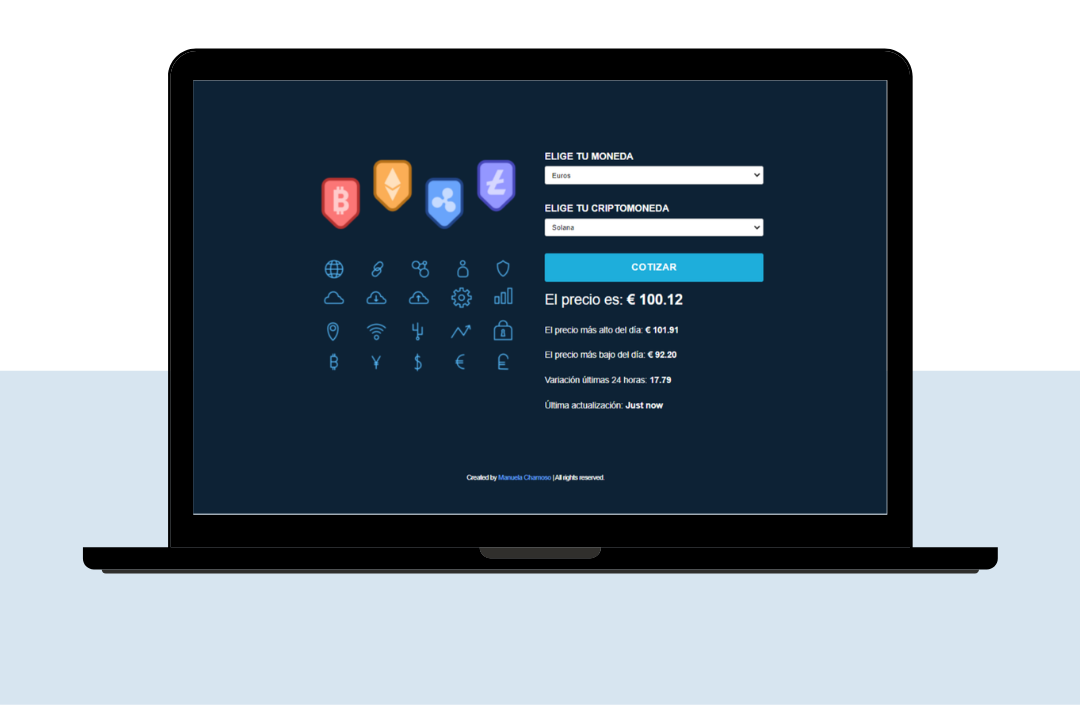 ELIGE TU MONEDA
Euros
ELIGE TU CRIPTOMONEDA
Solana
COTIZAR
El precio es: € 100.12
El precio más alto del día: € 101.91
El precio más bajo del día: € 92.20
Variación últimas 24 horas: 17.79
Última actualización: Just now
Created by Manuela Chamoso | All rights reserved.